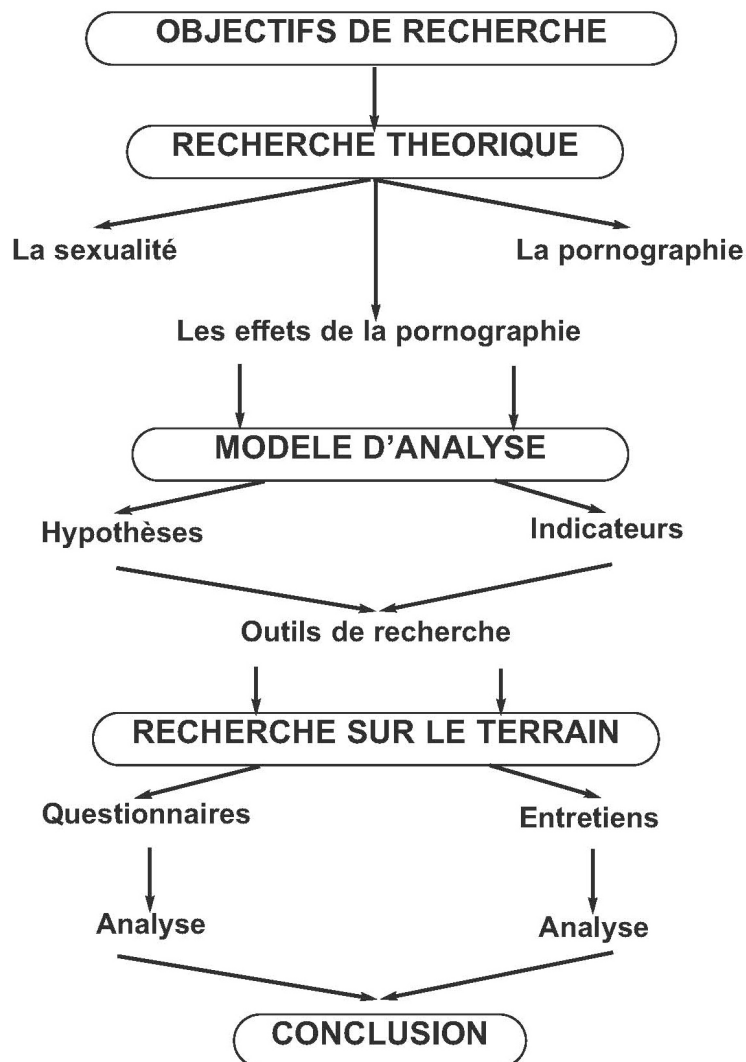 OBJECTIFS DE RECHERCHE
RECHERCHE THEORIQUE
La sexualité
La pornographie
Les effets de la pornographie
MODELE D’ANALYSE
Hypothèses
Indicateurs
Outils de recherche
RECHERCHE SUR LE TERRAIN
Questionnaires
Entretiens
Analyse
Analyse
CONCLUSION